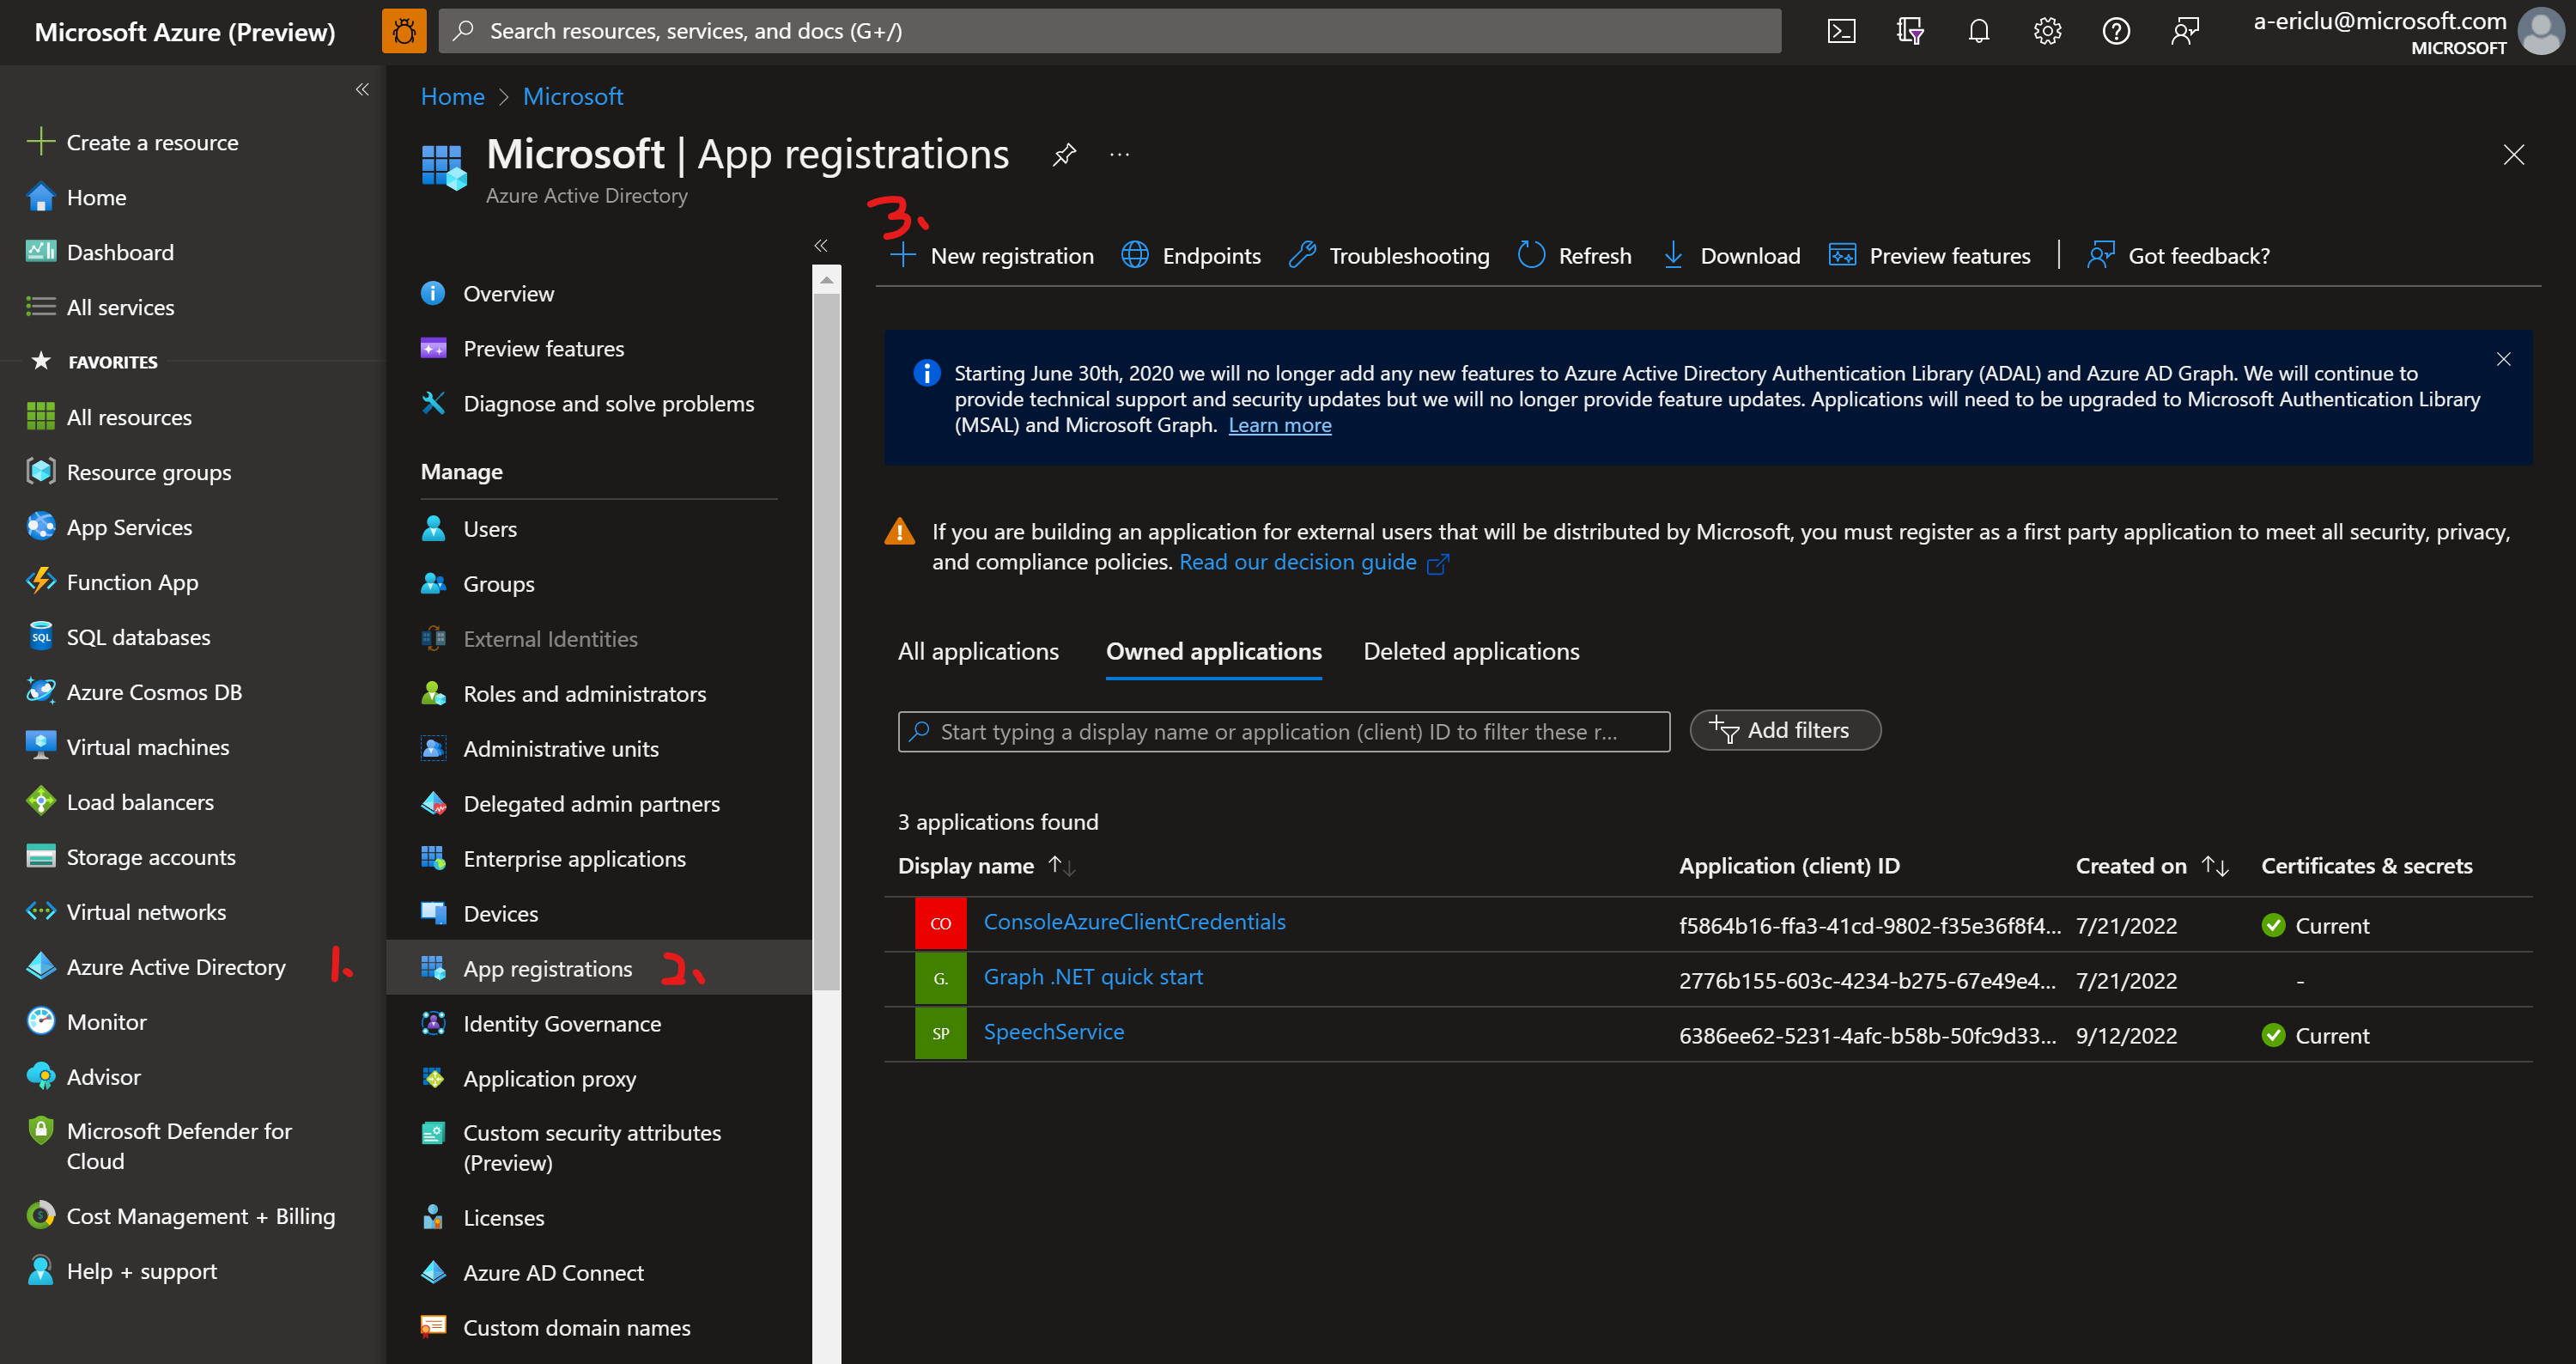 Microsoft Azure (Preview)
Search resources, services, and docs (G+/)
a-ericlu@microsoft.com
MICROSOFT
Create a resource
Home
Dashboard
All services
FAVORITES
All resources
Resource groups
App Services
Function App
SQL
SQL databases
Azure Cosmos DB
Virtual machines
Load balancers
Storage accounts
Virtual networks
Azure Active Directory 1.
Monitor
Advisor
Microsoft Defender for
Cloud
Cost Management + Billing
Help + support
Home > Microsoft
Microsoft | App registrations
Azure Active Directory
Overview
Preview features
Diagnose and solve problems
Manage
Users
Groups
External Identities
Roles and administrators
Administrative units
Delegated admin partners
Enterprise applications
Devices
App registrations 2.
Identity Governance
Application proxy
Custom security attributes
(Preview)
Licenses
Azure AD Connect
Custom domain names
3.
New registration Endpoints Troubleshooting Refresh Download Preview features | Got feedback?
Starting June 30th, 2020 we will no longer add any new features to Azure Active Directory Authentication Library (ADAL) and Azure AD Graph. We will continue to
provide technical support and security updates but we will no longer provide feature updates. Applications will need to be upgraded to Microsoft Authentication Library
(MSAL) and Microsoft Graph. Learn more
If you are building an application for external users that will be distributed by Microsoft, you must register as a first party application to meet all security, privacy,
and compliance policies. Read our decision guide
All applications Owned applications Deleted applications
Start typing a display name or application (client) ID to filter these r...
Add filters
3 applications found
Display name Application (client) ID Created on Certificates & secrets
CO ConsoleAzureClientCredentials f5864b16-ffa3-41cd-9802-f35e36f8f4... 7/21/2022 Current
G. Graph .NET quick start 2776b155-603c-4234-b275-67e49e4... 7/21/2022 -
SP SpeechService 6386ee62-5231-4afc-b58b-50fc9d33... 9/12/2022 Current